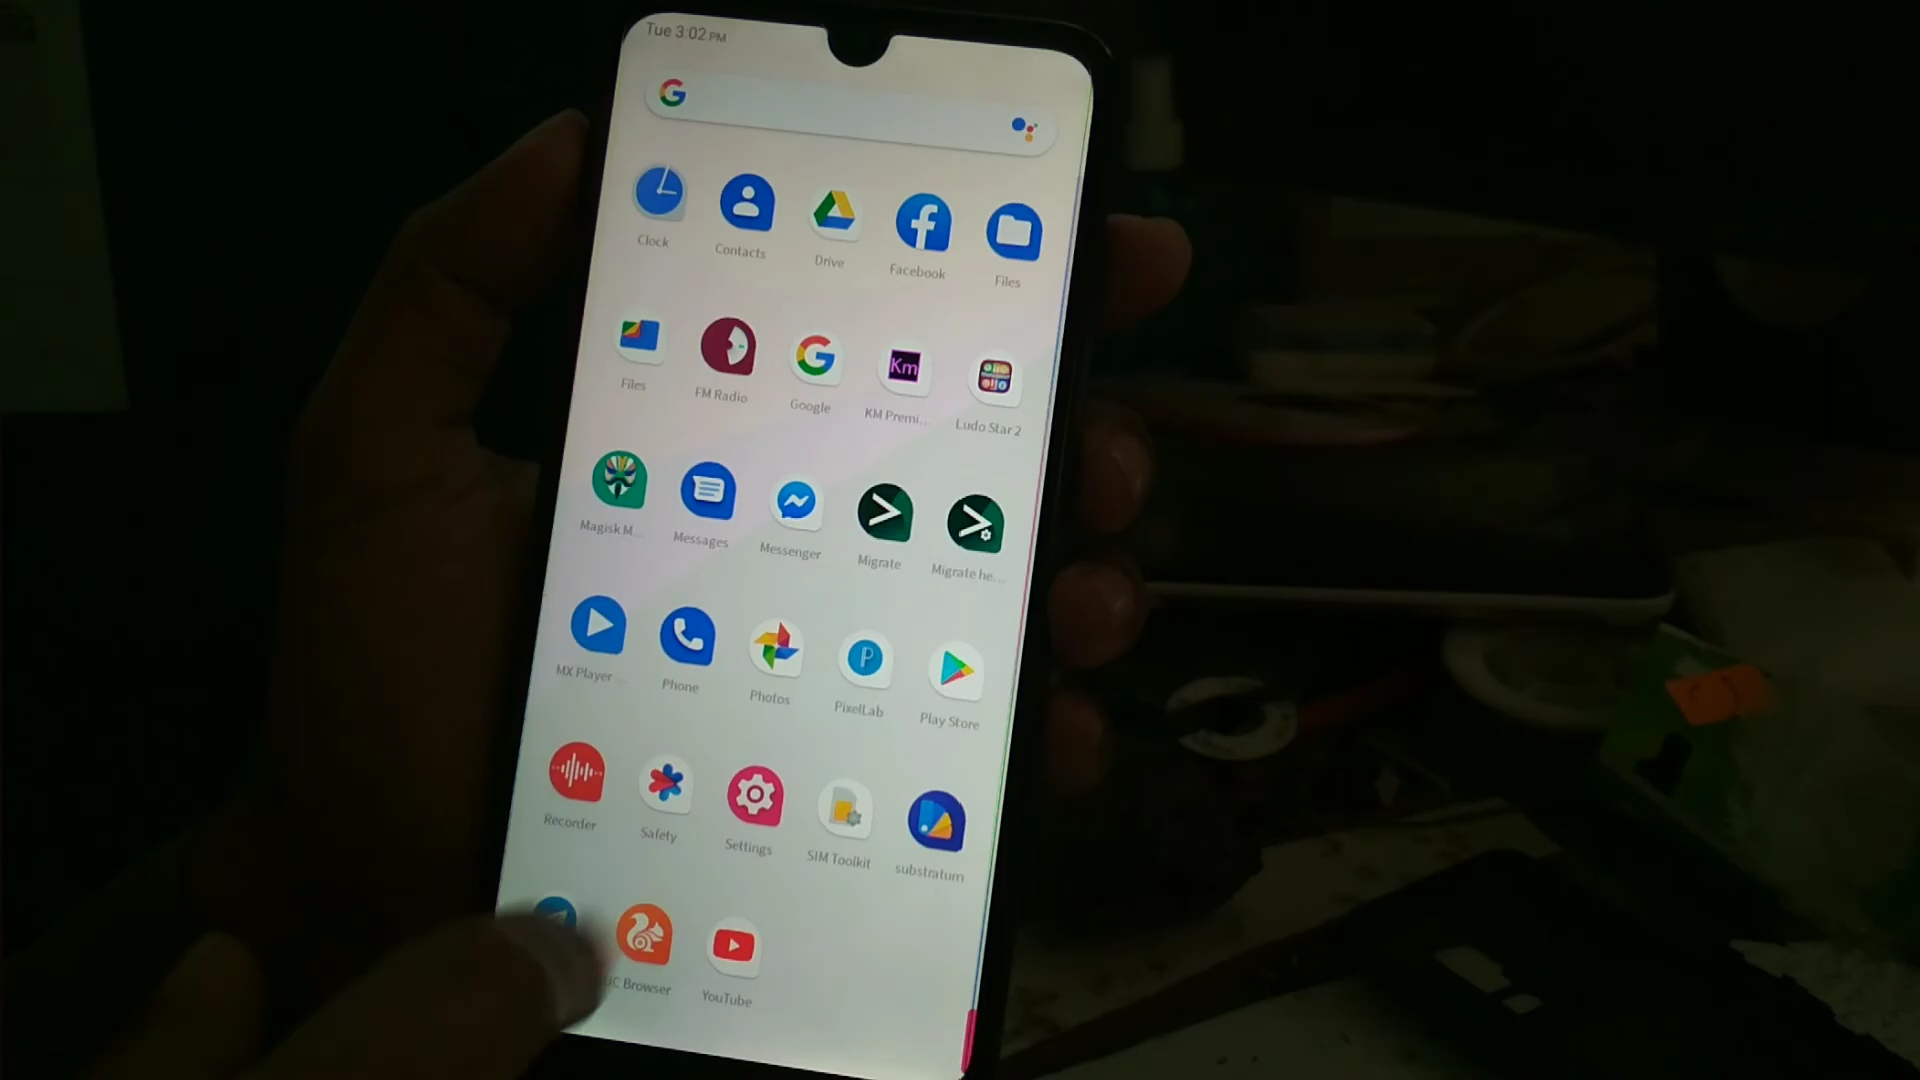 Tue 3:02 PM
Clock Contacts Drive Facebook Files
Files FM Radio Google KM Premi... Ludo Star 2
Km
Magisk M... Messages Messenger Migrate Migrate he...
MX Player ... Phone Photos PixelLab Play Store
Recorder Safety Settings SIM Toolkit substratum
UC Browser YouTube